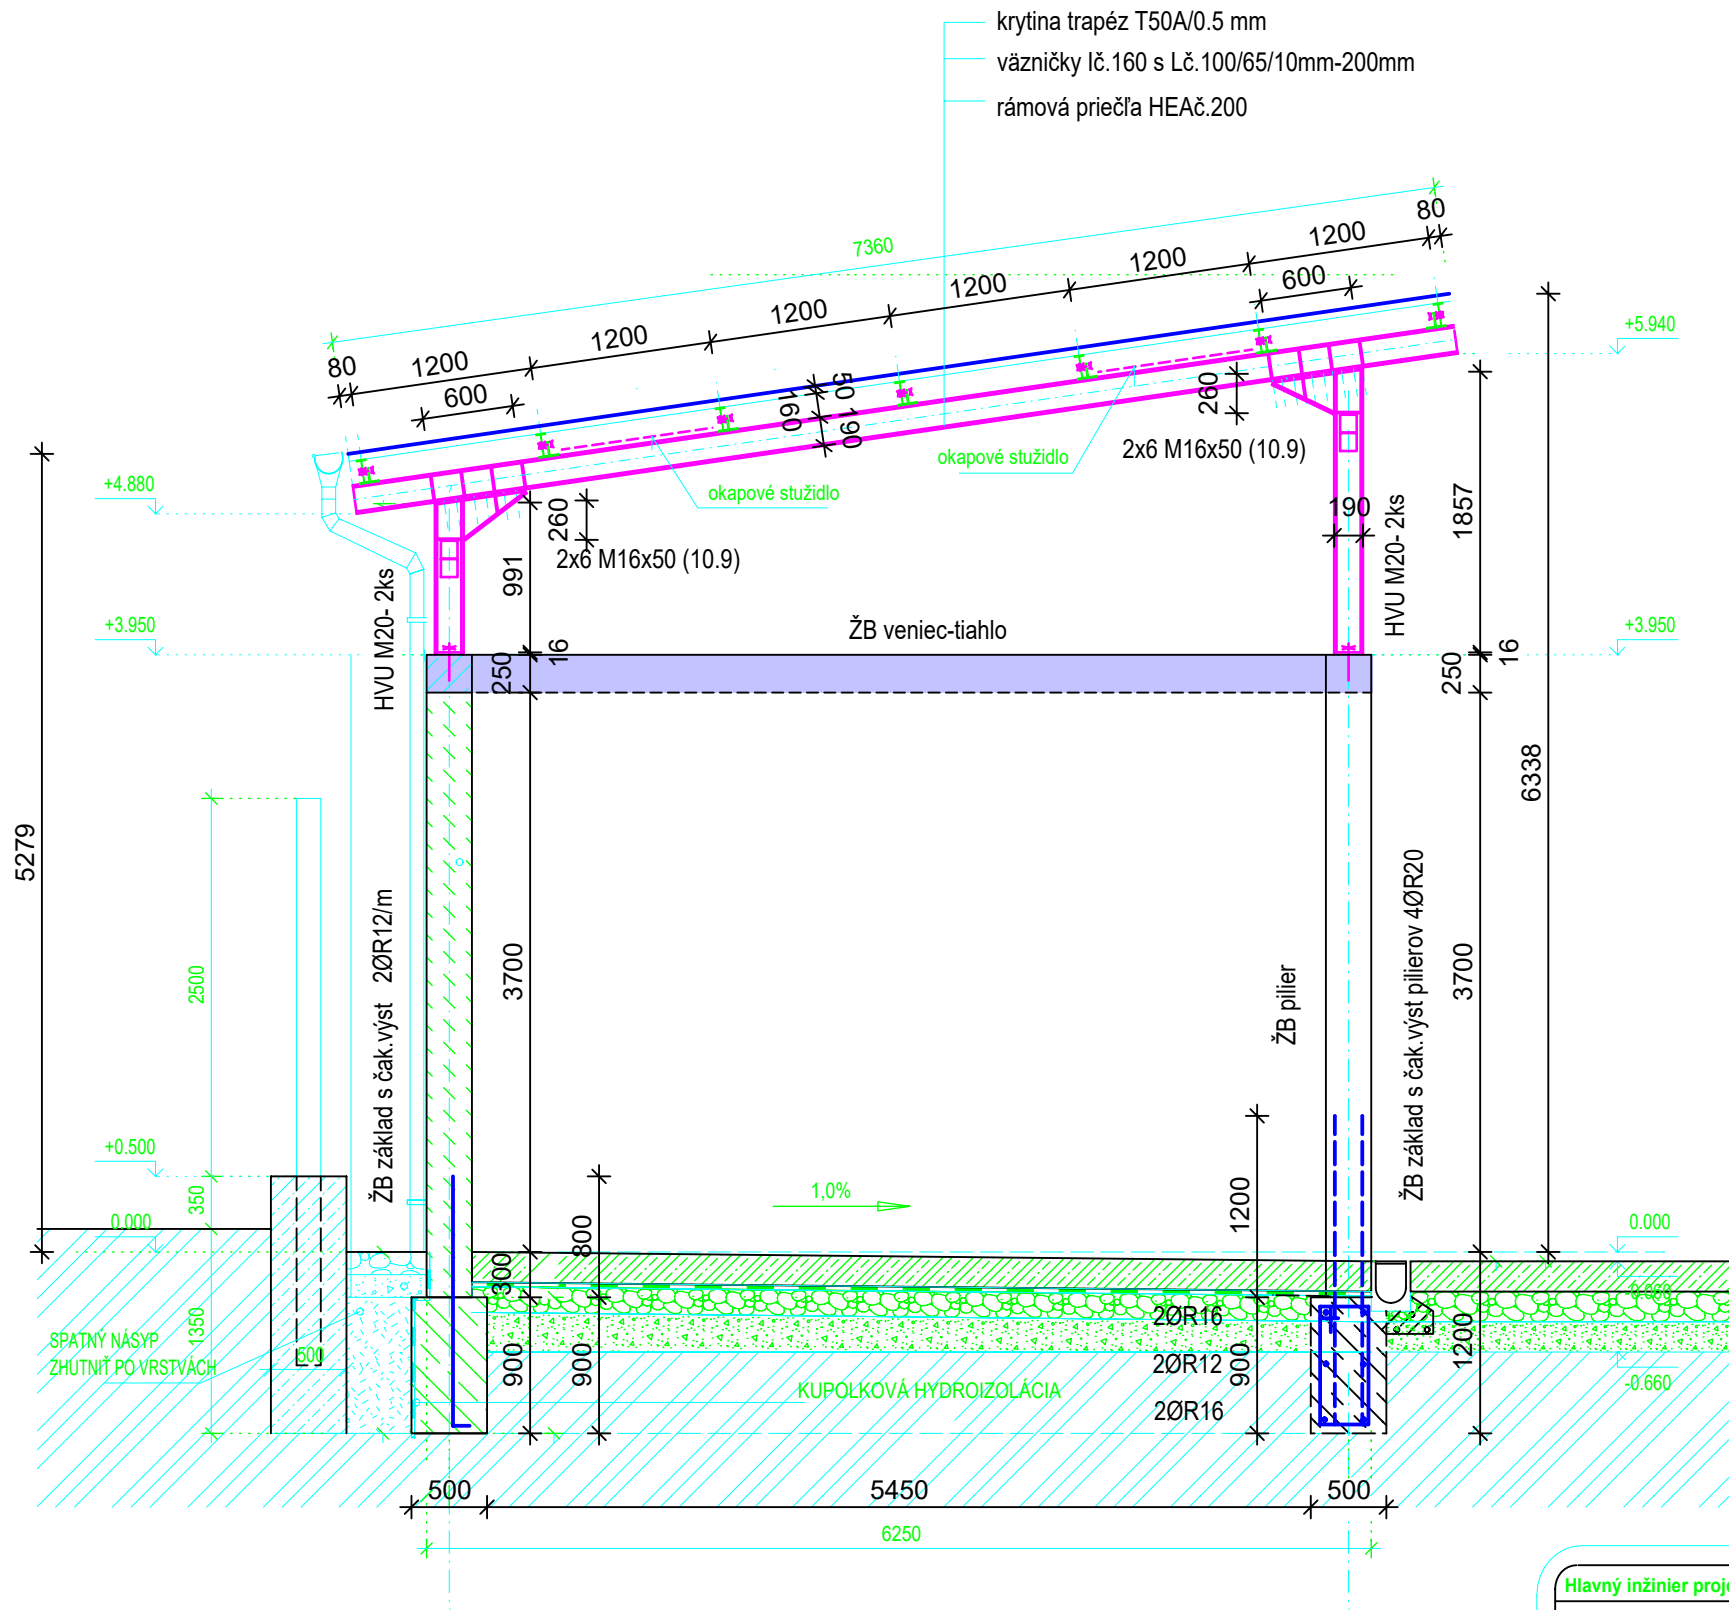 krytina trapéz T50A/0.5 mm
väzničky Ič.160 s Lč.100/65/10mm-200mm
rámová priečľa HEAč.200
7360
80
1200
1200
1200
1200
1200
1200
80
600
600
50
160
190
260
260
+5.940
+4.880
okapové stužidlo
okapové stužidlo
2x6 M16x50 (10.9)
2x6 M16x50 (10.9)
190
1857
991
HVU M20- 2ks
HVU M20- 2ks
+3.950
+3.950
ŽB veniec-tiahlo
16
16
250
250
6338
5279
2500
3700
3700
ŽB základ s čak.výst 2ØR12/m
ŽB pilier
ŽB základ s čak.výst pilierov 4ØR20
+0.500
350
0.000
0.000
1,0%
800
1200
300
-0.060
2ØR16
2ØR12
2ØR16
1350
SPATNÝ NÁSYP
ZHUTNIŤ PO VRSTVÁCH
500
900
900
900
1200
-0.660
KUPOLKOVÁ HYDROIZOLÁCIA
500
5450
500
6250
Hlavný inžinier proje